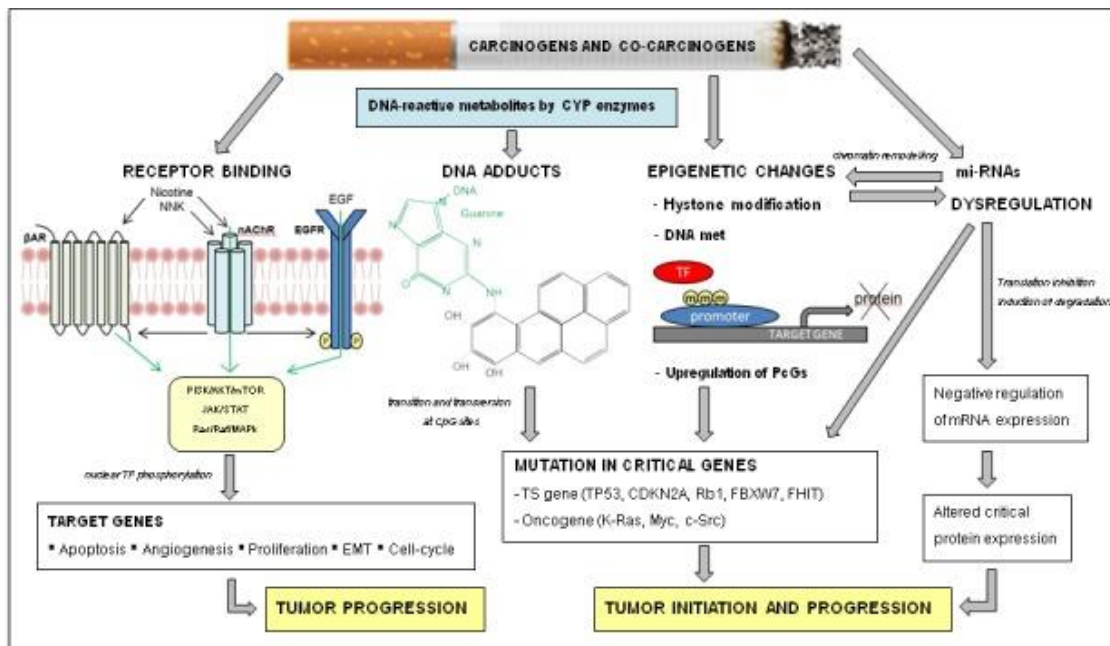 CARCINOGENS AND CO-CARCINOGENS
DNA-reactive metabolites by CYP enzymes
RECEPTOR BINDING
Nicotine
NNK
βAR
nAChR
EGF
EGFR
P
P
PI3K/AKT/mTOR
JAK/STAT
Ras/Raf/MAPk
nuclear TF phosphorylation
TARGET GENES
▪ Apoptosis ▪ Angiogenesis ▪ Proliferation ▪ EMT ▪ Cell-cycle
TUMOR PROGRESSION
DNA ADDUCTS
DNA
Guanine
N
N
N
N
NH
O
OH
OH
OH
transition and transversion
at CpG sites
EPIGENETIC CHANGES
- Hystone modification
- DNA met
TF
m m m
promoter
protein
TARGET GENE
- Upregulation of PcGs
chromatin remodelling
mi-RNAs
DYSREGULATION
Translation inhibition
Induction of degradation
MUTATION IN CRITICAL GENES
- TS gene (TP53, CDKN2A, Rb1, FBXW7, FHIT)
- Oncogene (K-Ras, Myc, c-Src)
Negative regulation
of mRNA expression
Altered critical
protein expression
TUMOR INITIATION AND PROGRESSION